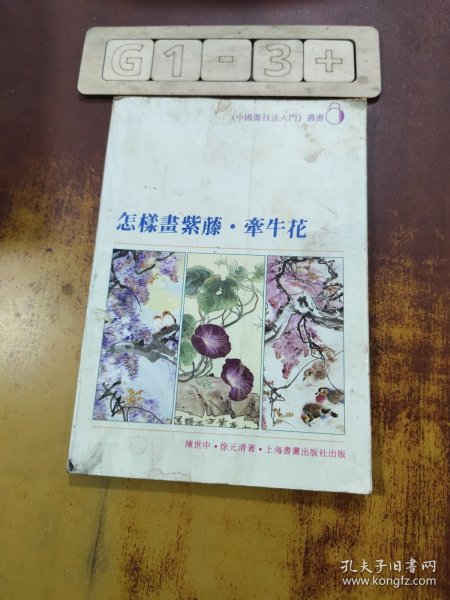 G1-3+
《中國畫技法入門》叢書
怎樣畫紫藤·牽牛花
陳世中·徐元清著·上海書畫出版社出版
孔夫子旧书网
www.kongfz.com